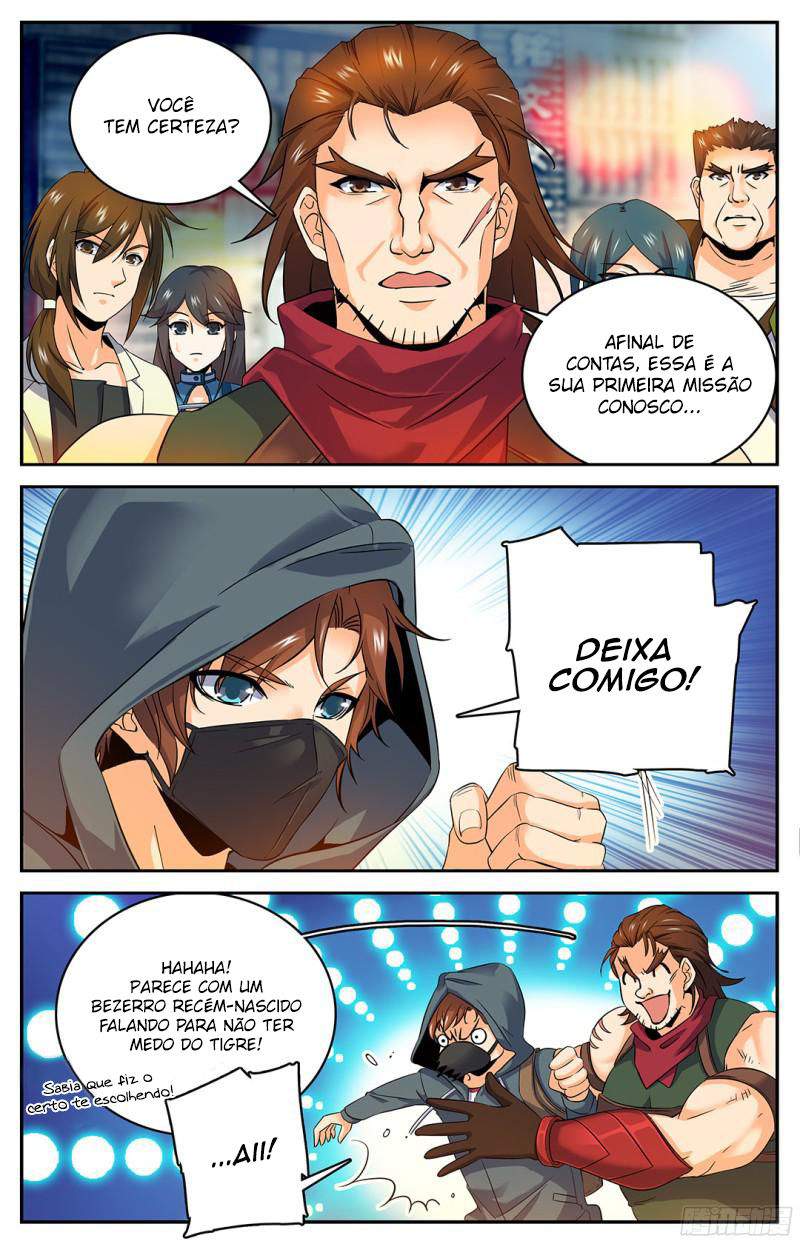 VOCÊ
TEM CERTEZA?
AFINAL DE
CONTAS, ESSA É A
SUA PRIMEIRA MISSÃO
CONOSCO...
DEIXA
COMIGO!
HAHAHA!
PARECE COM UM
BEZERRO RECÉM-NASCIDO
FALANDO PARA NÃO TER
MEDO DO TIGRE!
Sabia que fiz o
certo te escolhendo!
...AII!